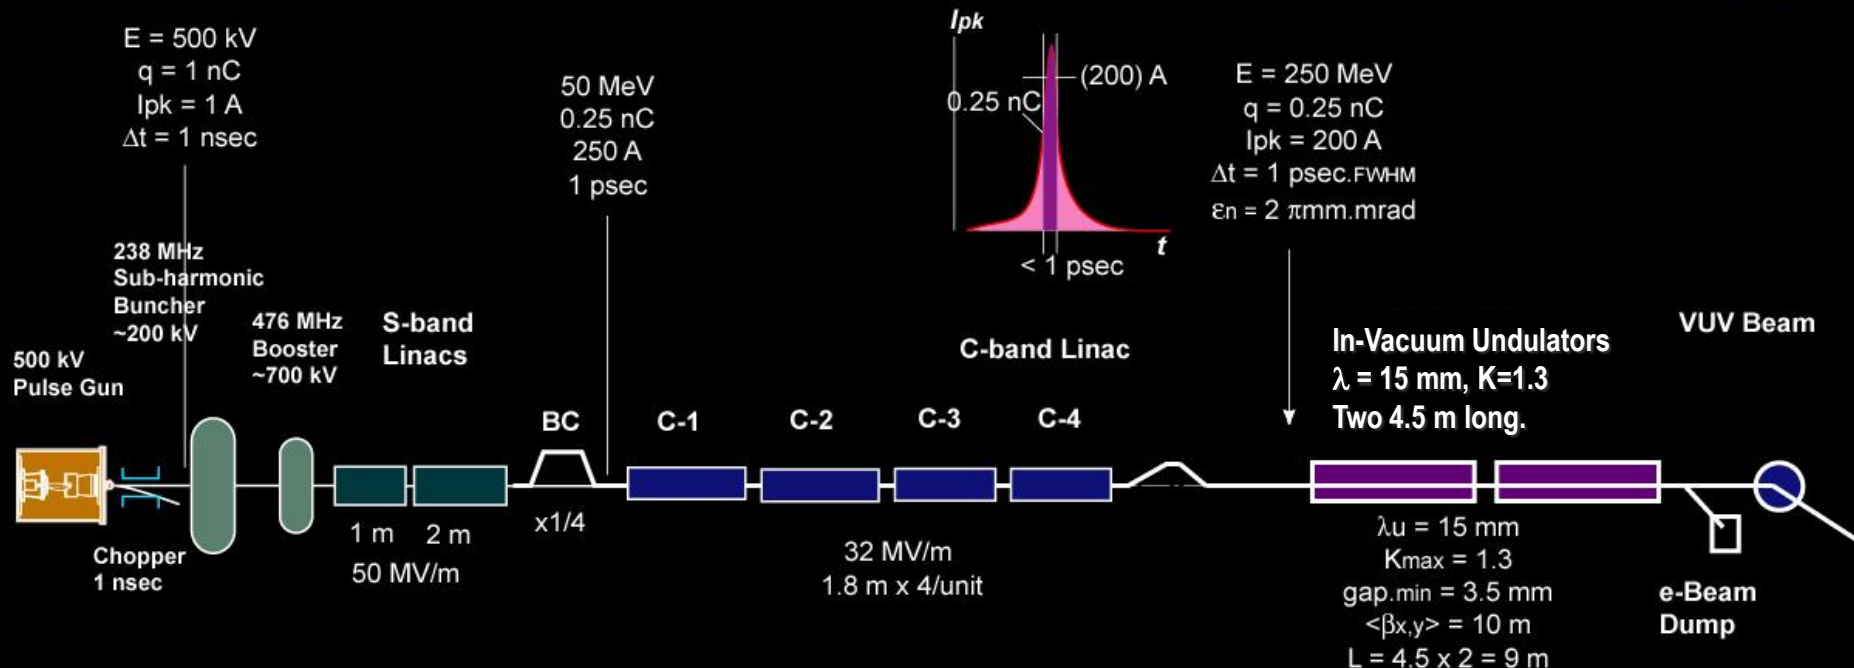 E = 500 kV
q = 1 nC
Ipk = 1 A
Δt = 1 nsec
50 MeV
0.25 nC
250 A
1 psec
Ipk
(200) A
0.25 nC
t
< 1 psec
E = 250 MeV
q = 0.25 nC
Ipk = 200 A
Δt = 1 psec.FWHM
εn = 2 πmm.mrad
500 kV
Pulse Gun
238 MHz
Sub-harmonic
Buncher
~200 kV
476 MHz
Booster
~700 kV
S-band
Linacs
C-band Linac
In-Vacuum Undulators
λ = 15 mm, K=1.3
Two 4.5 m long.
VUV Beam
BC
C-1
C-2
C-3
C-4
Chopper
1 nsec
1 m
2 m
50 MV/m
x1/4
32 MV/m
1.8 m x 4/unit
λu = 15 mm
Kmax = 1.3
gap.min = 3.5 mm
<βx,y> = 10 m
L = 4.5 x 2 = 9 m
e-Beam
Dump